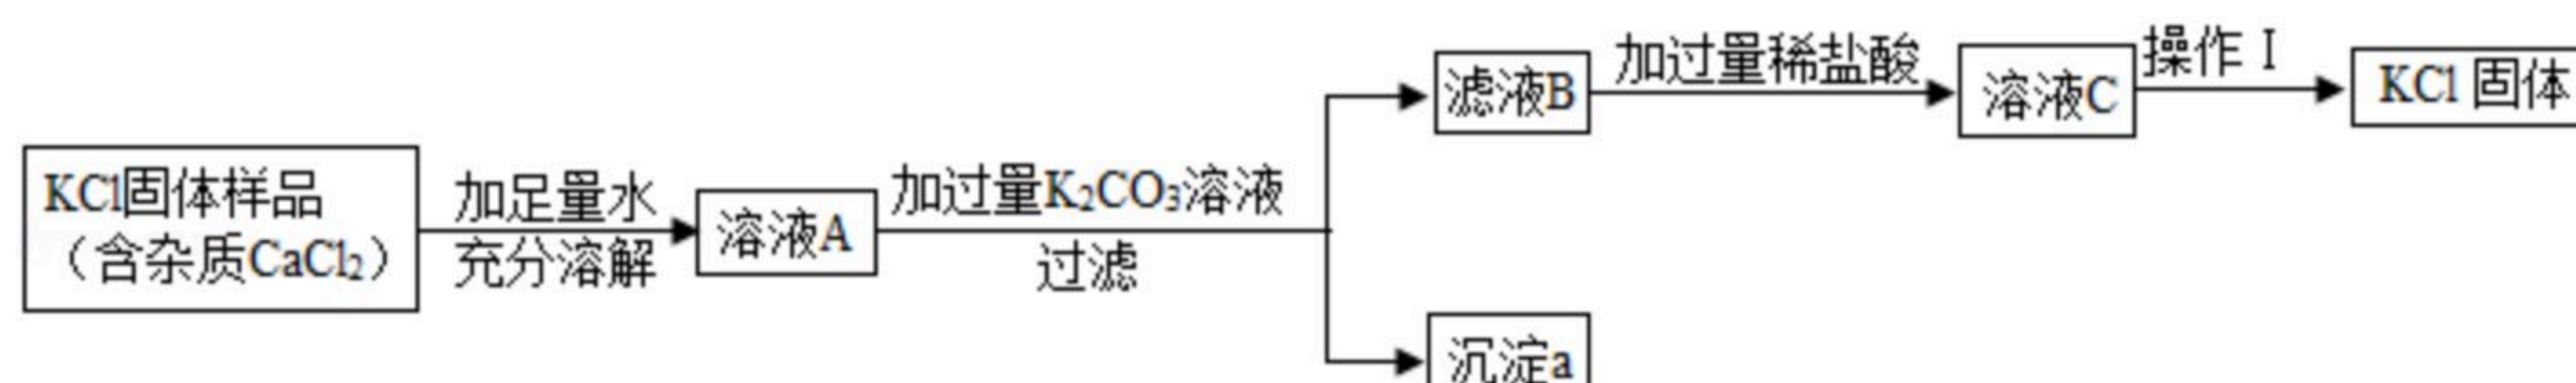 KCl固体样品
（含杂质CaCl₂）
加足量水
充分溶解
溶液A
加过量K₂CO₃溶液
过滤
滤液B
加过量稀盐酸
溶液C
操作Ⅰ
KCl 固体
沉淀a